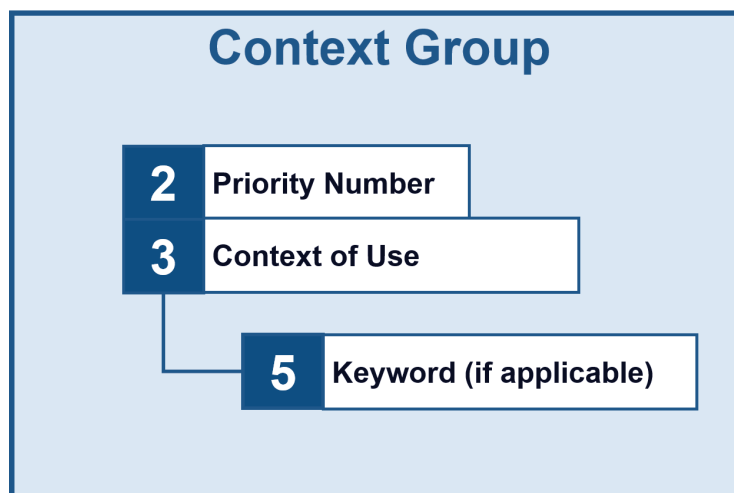 Context Group
2 Priority Number
3 Context of Use
5 Keyword (if applicable)